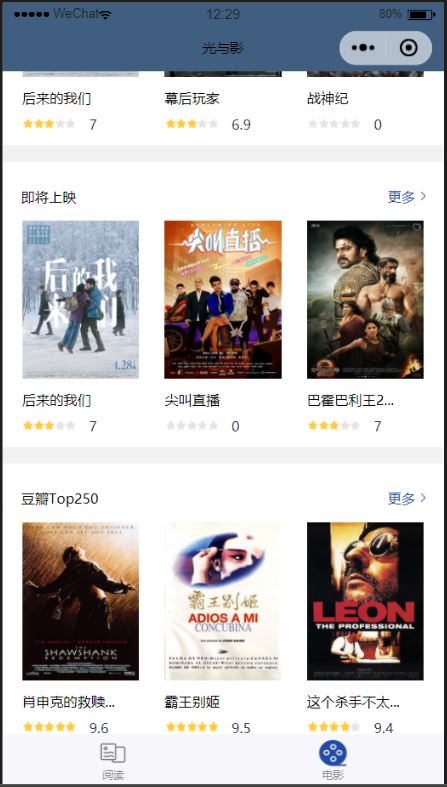 WeChat 12:29 80%
光与影
后来的我们 幕后玩家 战神纪
7 6.9 0
即将上映 更多
后的我
来 们
尖叫直播
后来的我们 尖叫直播 巴霍巴利王2...
7 0 7
豆瓣Top250 更多
霸王别姬
ADIOS A MI
CONCUBINA
LEON
THE PROFESSIONAL
THE
SHAWSHANK
REDEMPTION
肖申克的救赎... 霸王别姬 这个杀手不太...
9.6 9.5 9.4
阅读 电影